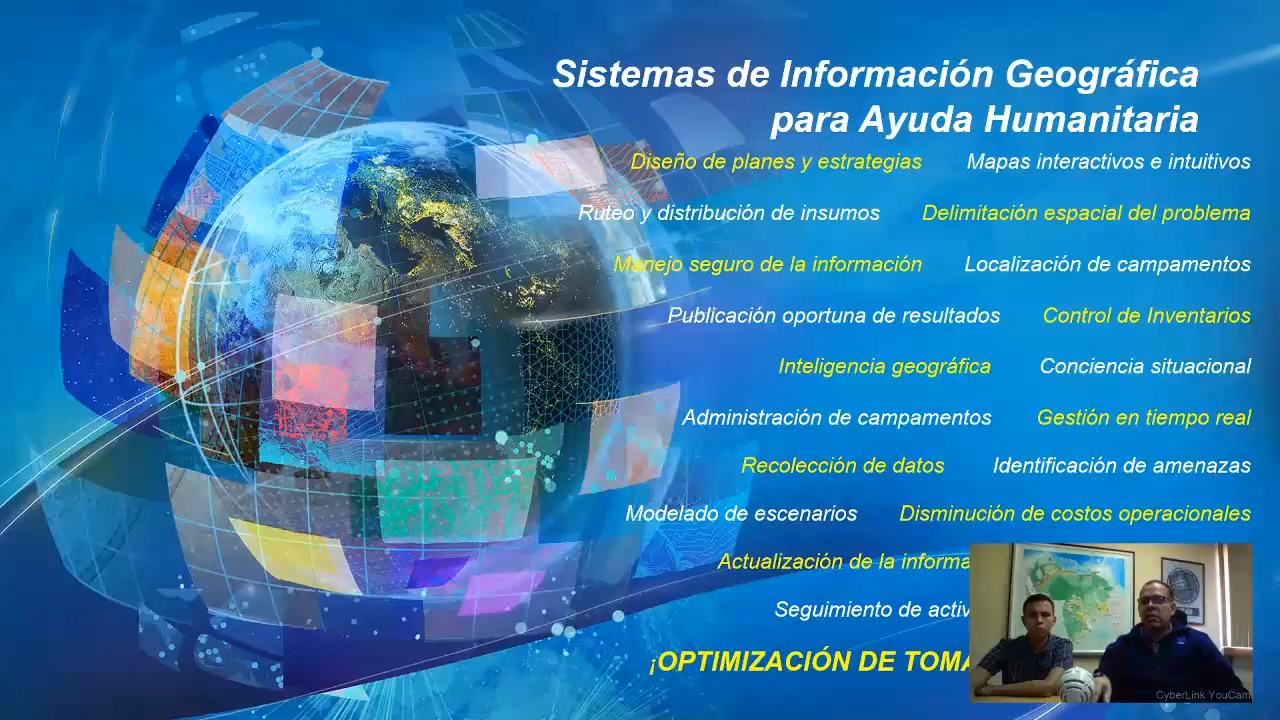 Sistemas de Información Geográfica
para Ayuda Humanitaria
Diseño de planes y estrategias Mapas interactivos e intuitivos
Ruteo y distribución de insumos Delimitación espacial del problema
Manejo seguro de la información Localización de campamentos
Publicación oportuna de resultados Control de Inventarios
Inteligencia geográfica Conciencia situacional
Administración de campamentos Gestión en tiempo real
Recolección de datos Identificación de amenazas
Modelado de escenarios Disminución de costos operacionales
Actualización de la informa
Seguimiento de activ
¡OPTIMIZACIÓN DE TOMA
CyberLink YouCam